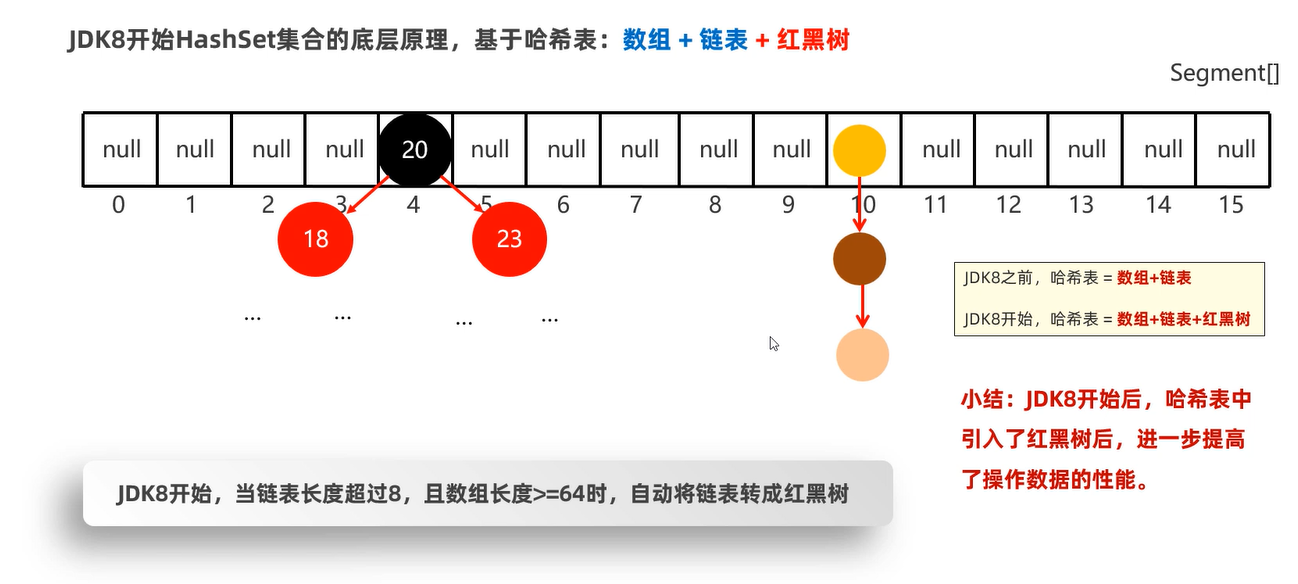 JDK8开始HashSet集合的底层原理，基于哈希表：数组 + 链表 + 红黑树
Segment[]
null null null null 20 null null null null null null null null null null
0 1 2 3 4 5 6 7 8 9 10 11 12 13 14 15
18 23
... ... ... ...
JDK8之前，哈希表 = 数组+链表
JDK8开始，哈希表 = 数组+链表+红黑树
小结：JDK8开始后，哈希表中
引入了红黑树后，进一步提高
了操作数据的性能。
JDK8开始，当链表长度超过8，且数组长度>=64时，自动将链表转成红黑树